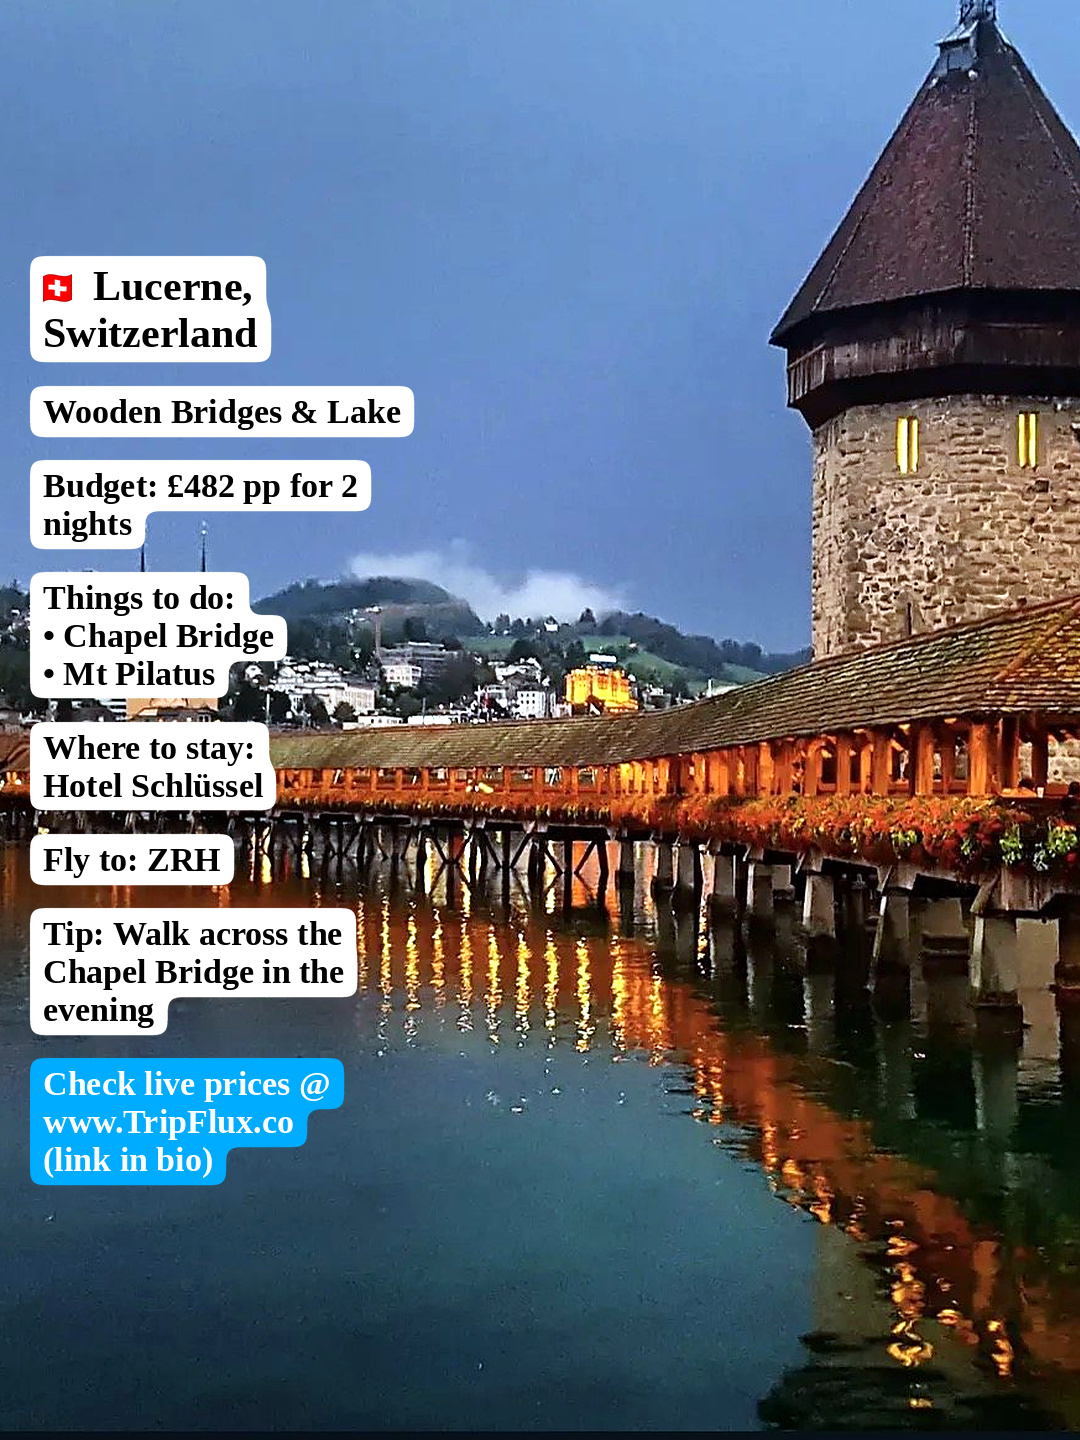 🇨🇭 Lucerne,
Switzerland
Wooden Bridges & Lake
Budget: £482 pp for 2
nights
Things to do:
• Chapel Bridge
• Mt Pilatus
Where to stay:
Hotel Schlüssel
Fly to: ZRH
Tip: Walk across the
Chapel Bridge in the
evening
Check live prices @
www.TripFlux.co
(link in bio)